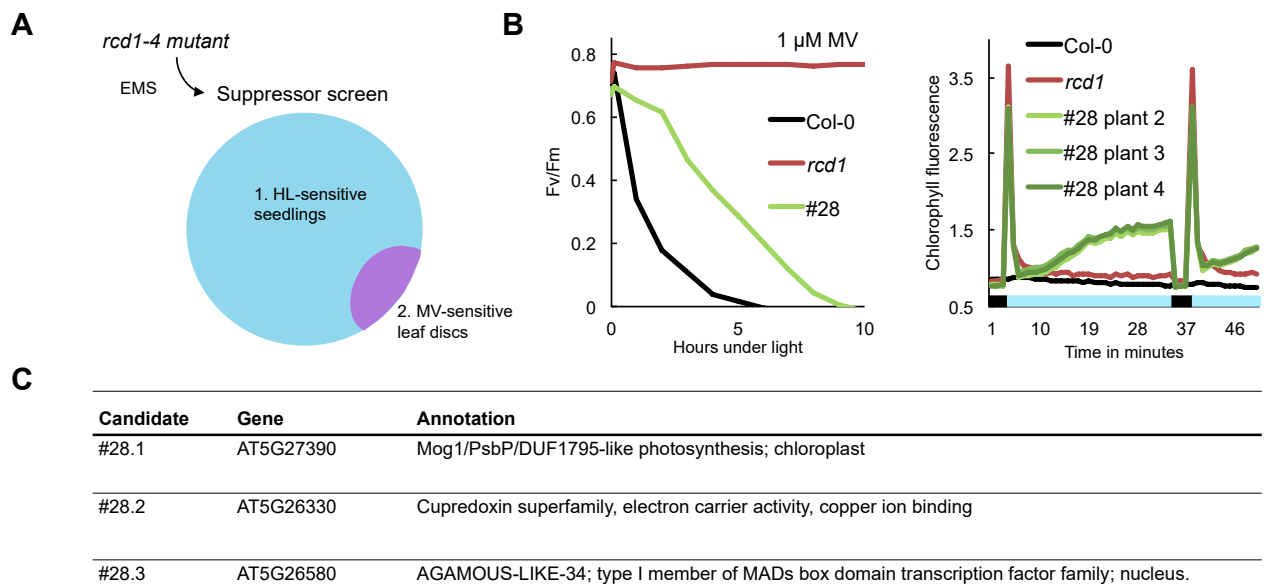 A
rcd1-4 mutant
EMS
Suppressor screen
1. HL-sensitive
seedlings
2. MV-sensitive
leaf discs
B
1 µM MV
Fv/Fm
0.8
0.6
0.4
0.2
0
0 5 10
Hours under light
Col-0
rcd1
#28
Chlorophyll fluorescence
3.5
2.5
1.5
0.5
1 10 19 28 37 46
Time in minutes
Col-0
rcd1
#28 plant 2
#28 plant 3
#28 plant 4
C
Candidate Gene Annotation
#28.1 AT5G27390 Mog1/PsbP/DUF1795-like photosynthesis; chloroplast
#28.2 AT5G26330 Cupredoxin superfamily, electron carrier activity, copper ion binding
#28.3 AT5G26580 AGAMOUS-LIKE-34; type I member of MADs box domain transcription factor family; nucleus.